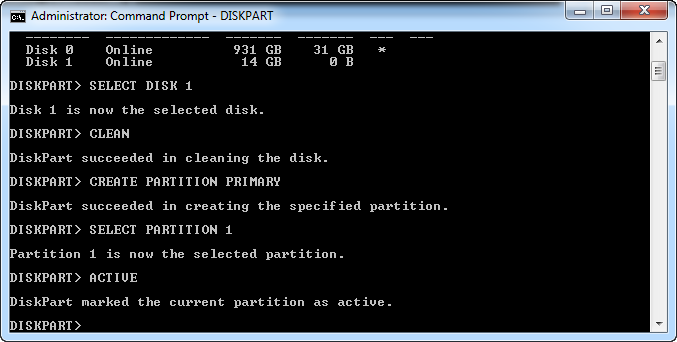 Administrator: Command Prompt - DISKPART
--------  -------------  -------  -------  ---  ---
Disk 0    Online          931 GB    31 GB   *
Disk 1    Online           14 GB      0 B
DISKPART> SELECT DISK 1
Disk 1 is now the selected disk.
DISKPART> CLEAN
DiskPart succeeded in cleaning the disk.
DISKPART> CREATE PARTITION PRIMARY
DiskPart succeeded in creating the specified partition.
DISKPART> SELECT PARTITION 1
Partition 1 is now the selected partition.
DISKPART> ACTIVE
DiskPart marked the current partition as active.
DISKPART>